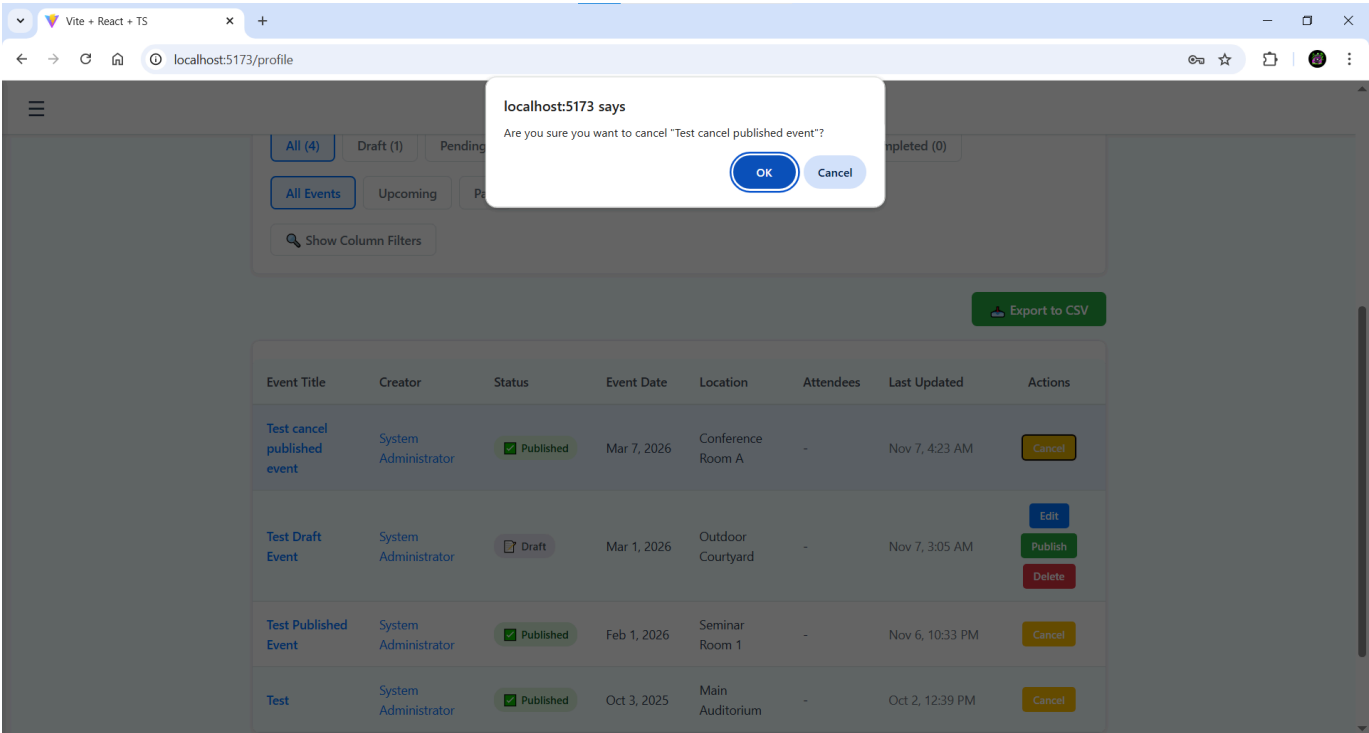 Vite + React + TS
localhost:5173/profile
localhost:5173 says
Are you sure you want to cancel "Test cancel published event"?
OK
Cancel
All (4)
Draft (1)
Pending
mpleted (0)
All Events
Upcoming
Pa
Show Column Filters
Export to CSV
Event Title Creator Status Event Date Location Attendees Last Updated Actions
Test cancel
published
event
System
Administrator
Published
Mar 7, 2026
Conference
Room A
-
Nov 7, 4:23 AM
Cancel
Test Draft
Event
System
Administrator
Draft
Mar 1, 2026
Outdoor
Courtyard
-
Nov 7, 3:05 AM
Edit
Publish
Delete
Test Published
Event
System
Administrator
Published
Feb 1, 2026
Seminar
Room 1
-
Nov 6, 10:33 PM
Cancel
Test
System
Administrator
Published
Oct 3, 2025
Main
Auditorium
-
Oct 2, 12:39 PM
Cancel